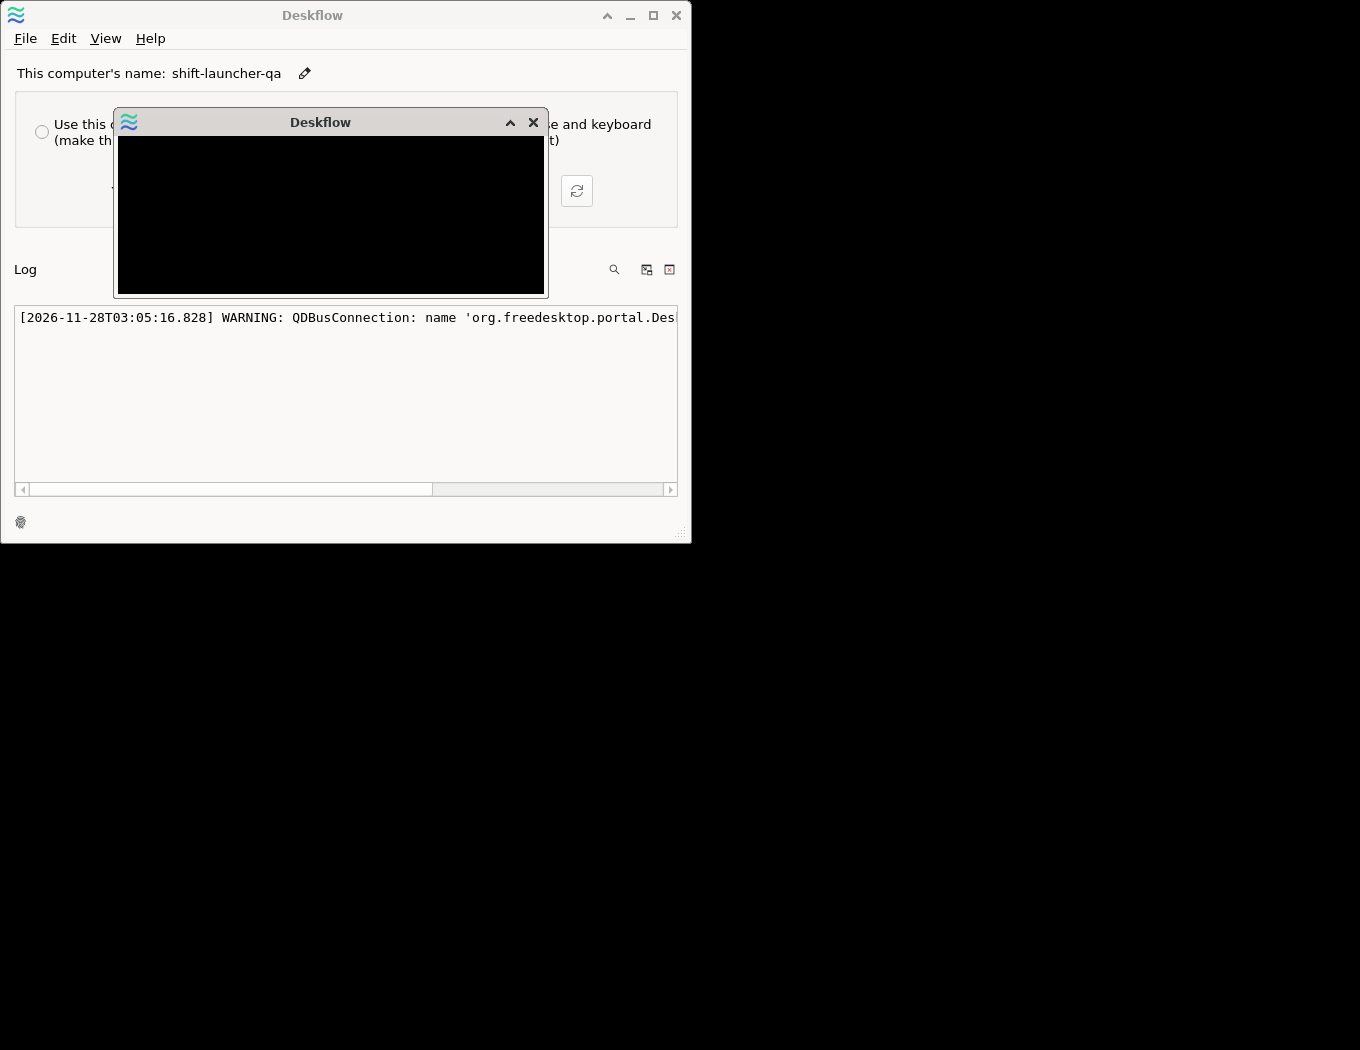 Deskflow
File Edit View Help
This computer's name: shift-launcher-qa
Deskflow
Use this
and keyboard
(make
Log
[2026-11-28T03:05:16.828] WARNING: QDBusConnection: name 'org.freedesktop.portal.Des